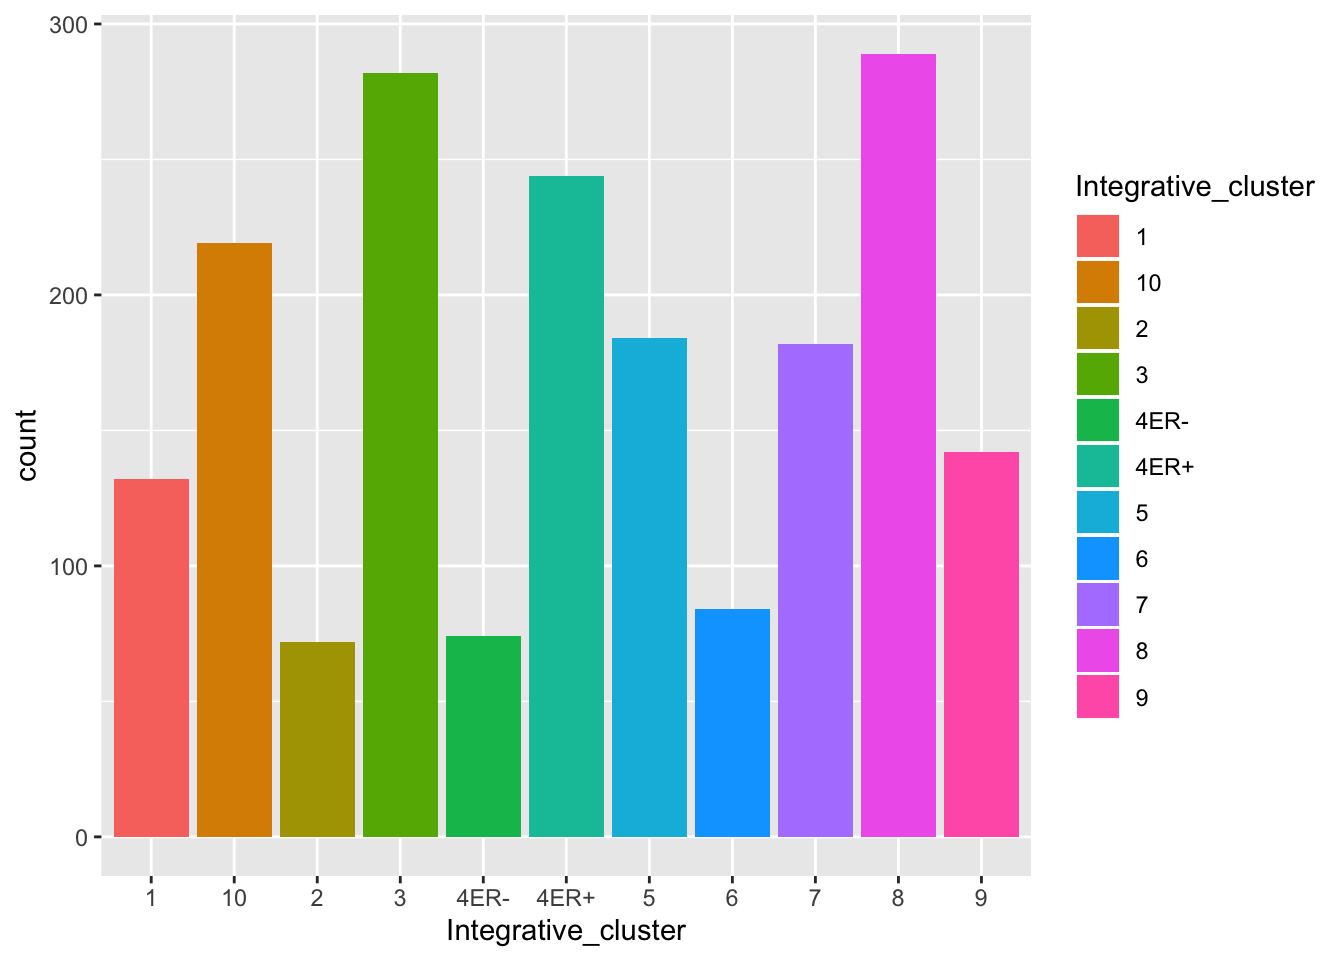 300
200
100
0
count
1 10 2 3 4ER- 4ER+ 5 6 7 8 9
Integrative_cluster
Integrative_cluster
1
10
2
3
4ER-
4ER+
5
6
7
8
9